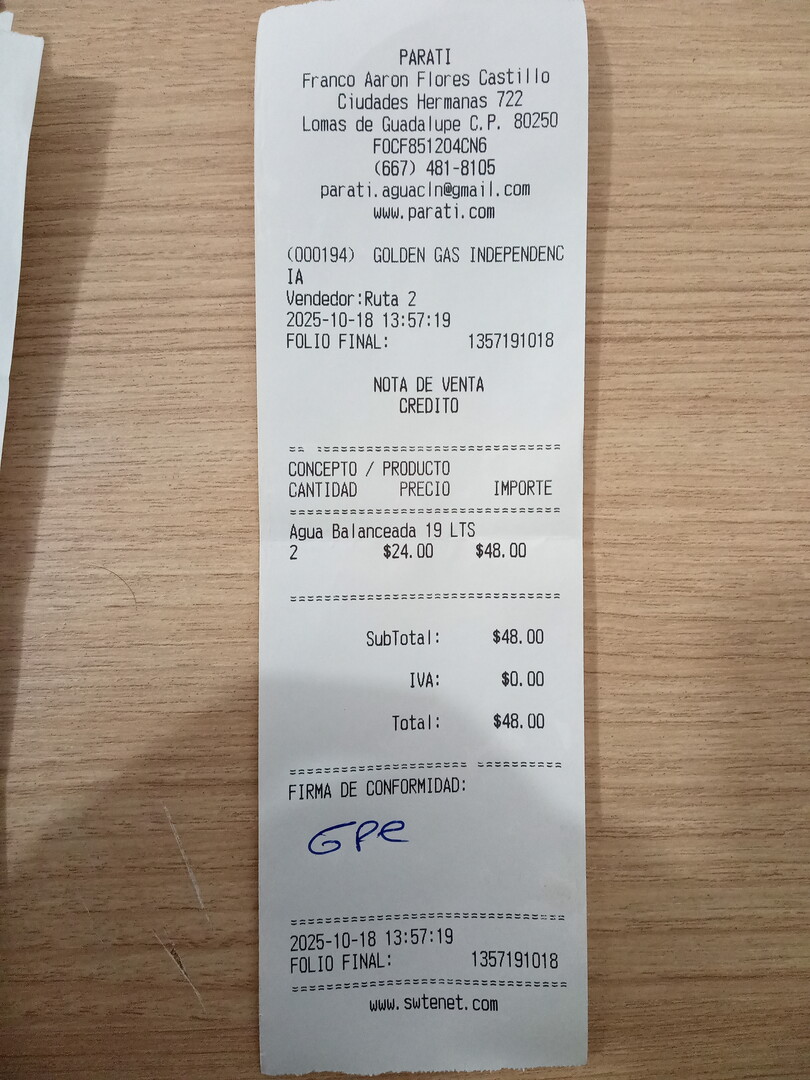 PARATI
Franco Aaron Flores Castillo
Ciudades Hermanas 722
Lomas de Guadalupe C.P. 80250
FOCF851204CN6
(667) 481-8105
parati.aguacln@gmail.com
www.parati.com
(000194) GOLDEN GAS INDEPENDENC
IA
Vendedor:Ruta 2
2025-10-18 13:57:19
FOLIO FINAL: 1357191018
NOTA DE VENTA
CREDITO
CONCEPTO / PRODUCTO
CANTIDAD PRECIO IMPORTE
Agua Balanceada 19 LTS
2 $24.00 $48.00
SubTotal: $48.00
IVA: $0.00
Total: $48.00
FIRMA DE CONFORMIDAD:
GPE
2025-10-18 13:57:19
FOLIO FINAL: 1357191018
www.swtenet.com